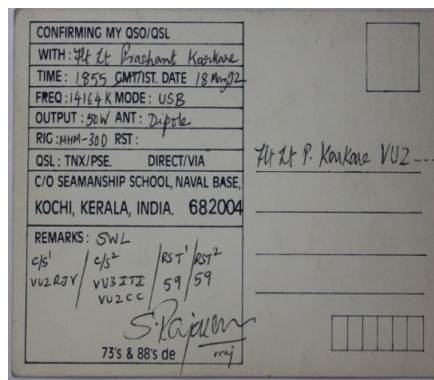 CONFIRMING MY QSO/QSL
WITH : Flt Lt Prashant Karkare
TIME : 1855 GMT/IST. DATE 18 May 92
FREQ : 14164 K MODE : USB
OUTPUT : 50W ANT : Dipole
RIG : MHM-30D RST :
QSL : TNX/PSE. DIRECT/VIA
C/O SEAMANSHIP SCHOOL, NAVAL BASE,
KOCHI, KERALA, INDIA. 682004
REMARKS : SWL
C/S1 / C/S2 / RST1 / RST2
VU2RJV / VU3ITI / 59 / 59
VU2CC
73's & 88's de
Flt Lt P. Karkare VU2 ---